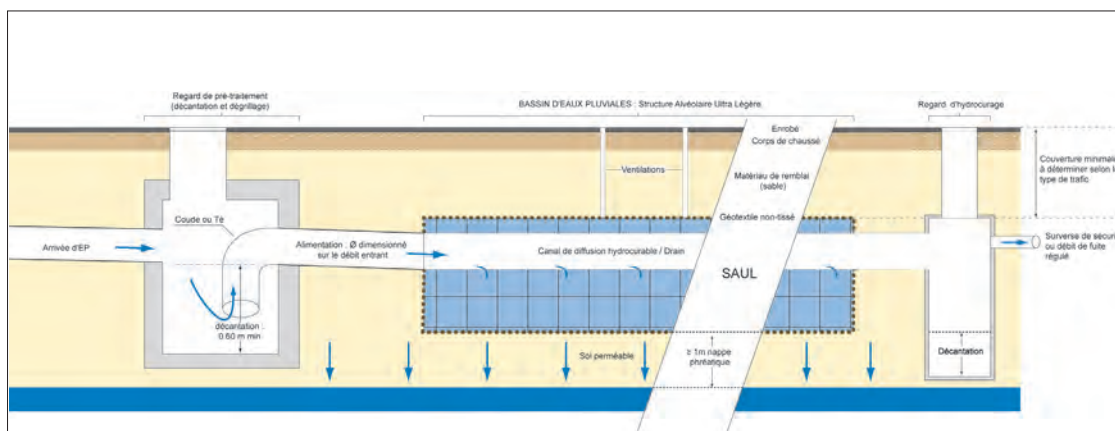 Regard de pré-traitement
(décantation et dégrillage)
BASSIN D'EAUX PLUVIALES : Structure Alvéolaire Ultra Légère.
Regard d'hydrocurage
Enrobé
Corps de chaussé
Ventilations
Matériau de remblai
(sable)
Couverture minimale
à déterminer selon l
type de trafic
Coude ou Té
Géotextile non-tissé
Arrivée d'EP
Alimentation : Ø dimensionné
sur le débit entrant
Canal de diffusion hydrocurable / Drain
SAUL
Surverse de sécuri
ou débit de fuite
régulé
décantation :
0.60 m min
Sol perméable
≥ 1m nappe
phréatique
Décantation